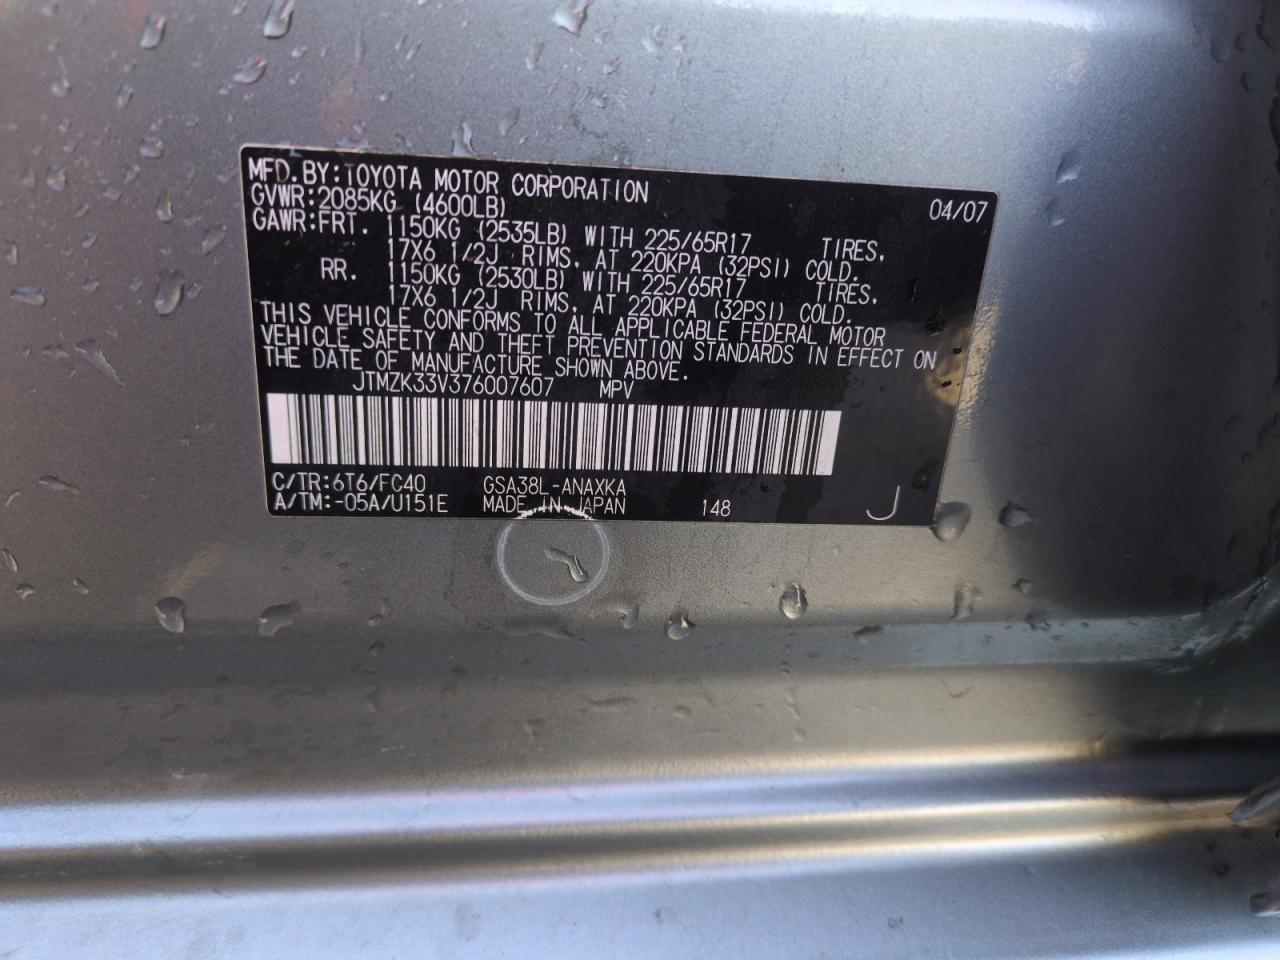 MFD.BY:TOYOTA MOTOR CORPORATION 04/07
GVWR:2085KG (4600LB)
GAWR:FRT. 1150KG (2535LB) WITH 225/65R17 TIRES.
17X6 1/2J RIMS, AT 220KPA (32PSI) COLD.
RR. 1150KG (2530LB) WITH 225/65R17 TIRES.
17X6 1/2J RIMS, AT 220KPA (32PSI) COLD.
THIS VEHICLE CONFORMS TO ALL APPLICABLE FEDERAL MOTOR
VEHICLE SAFETY AND THEFT PREVENTION STANDARDS IN EFFECT ON
THE DATE OF MANUFACTURE SHOWN ABOVE.
JTMZK33V376007607 MPV
C/TR:6T6/FC40 GSA38L-ANAXKA
A/TM:-05A/U151E MADE IN JAPAN 148 J